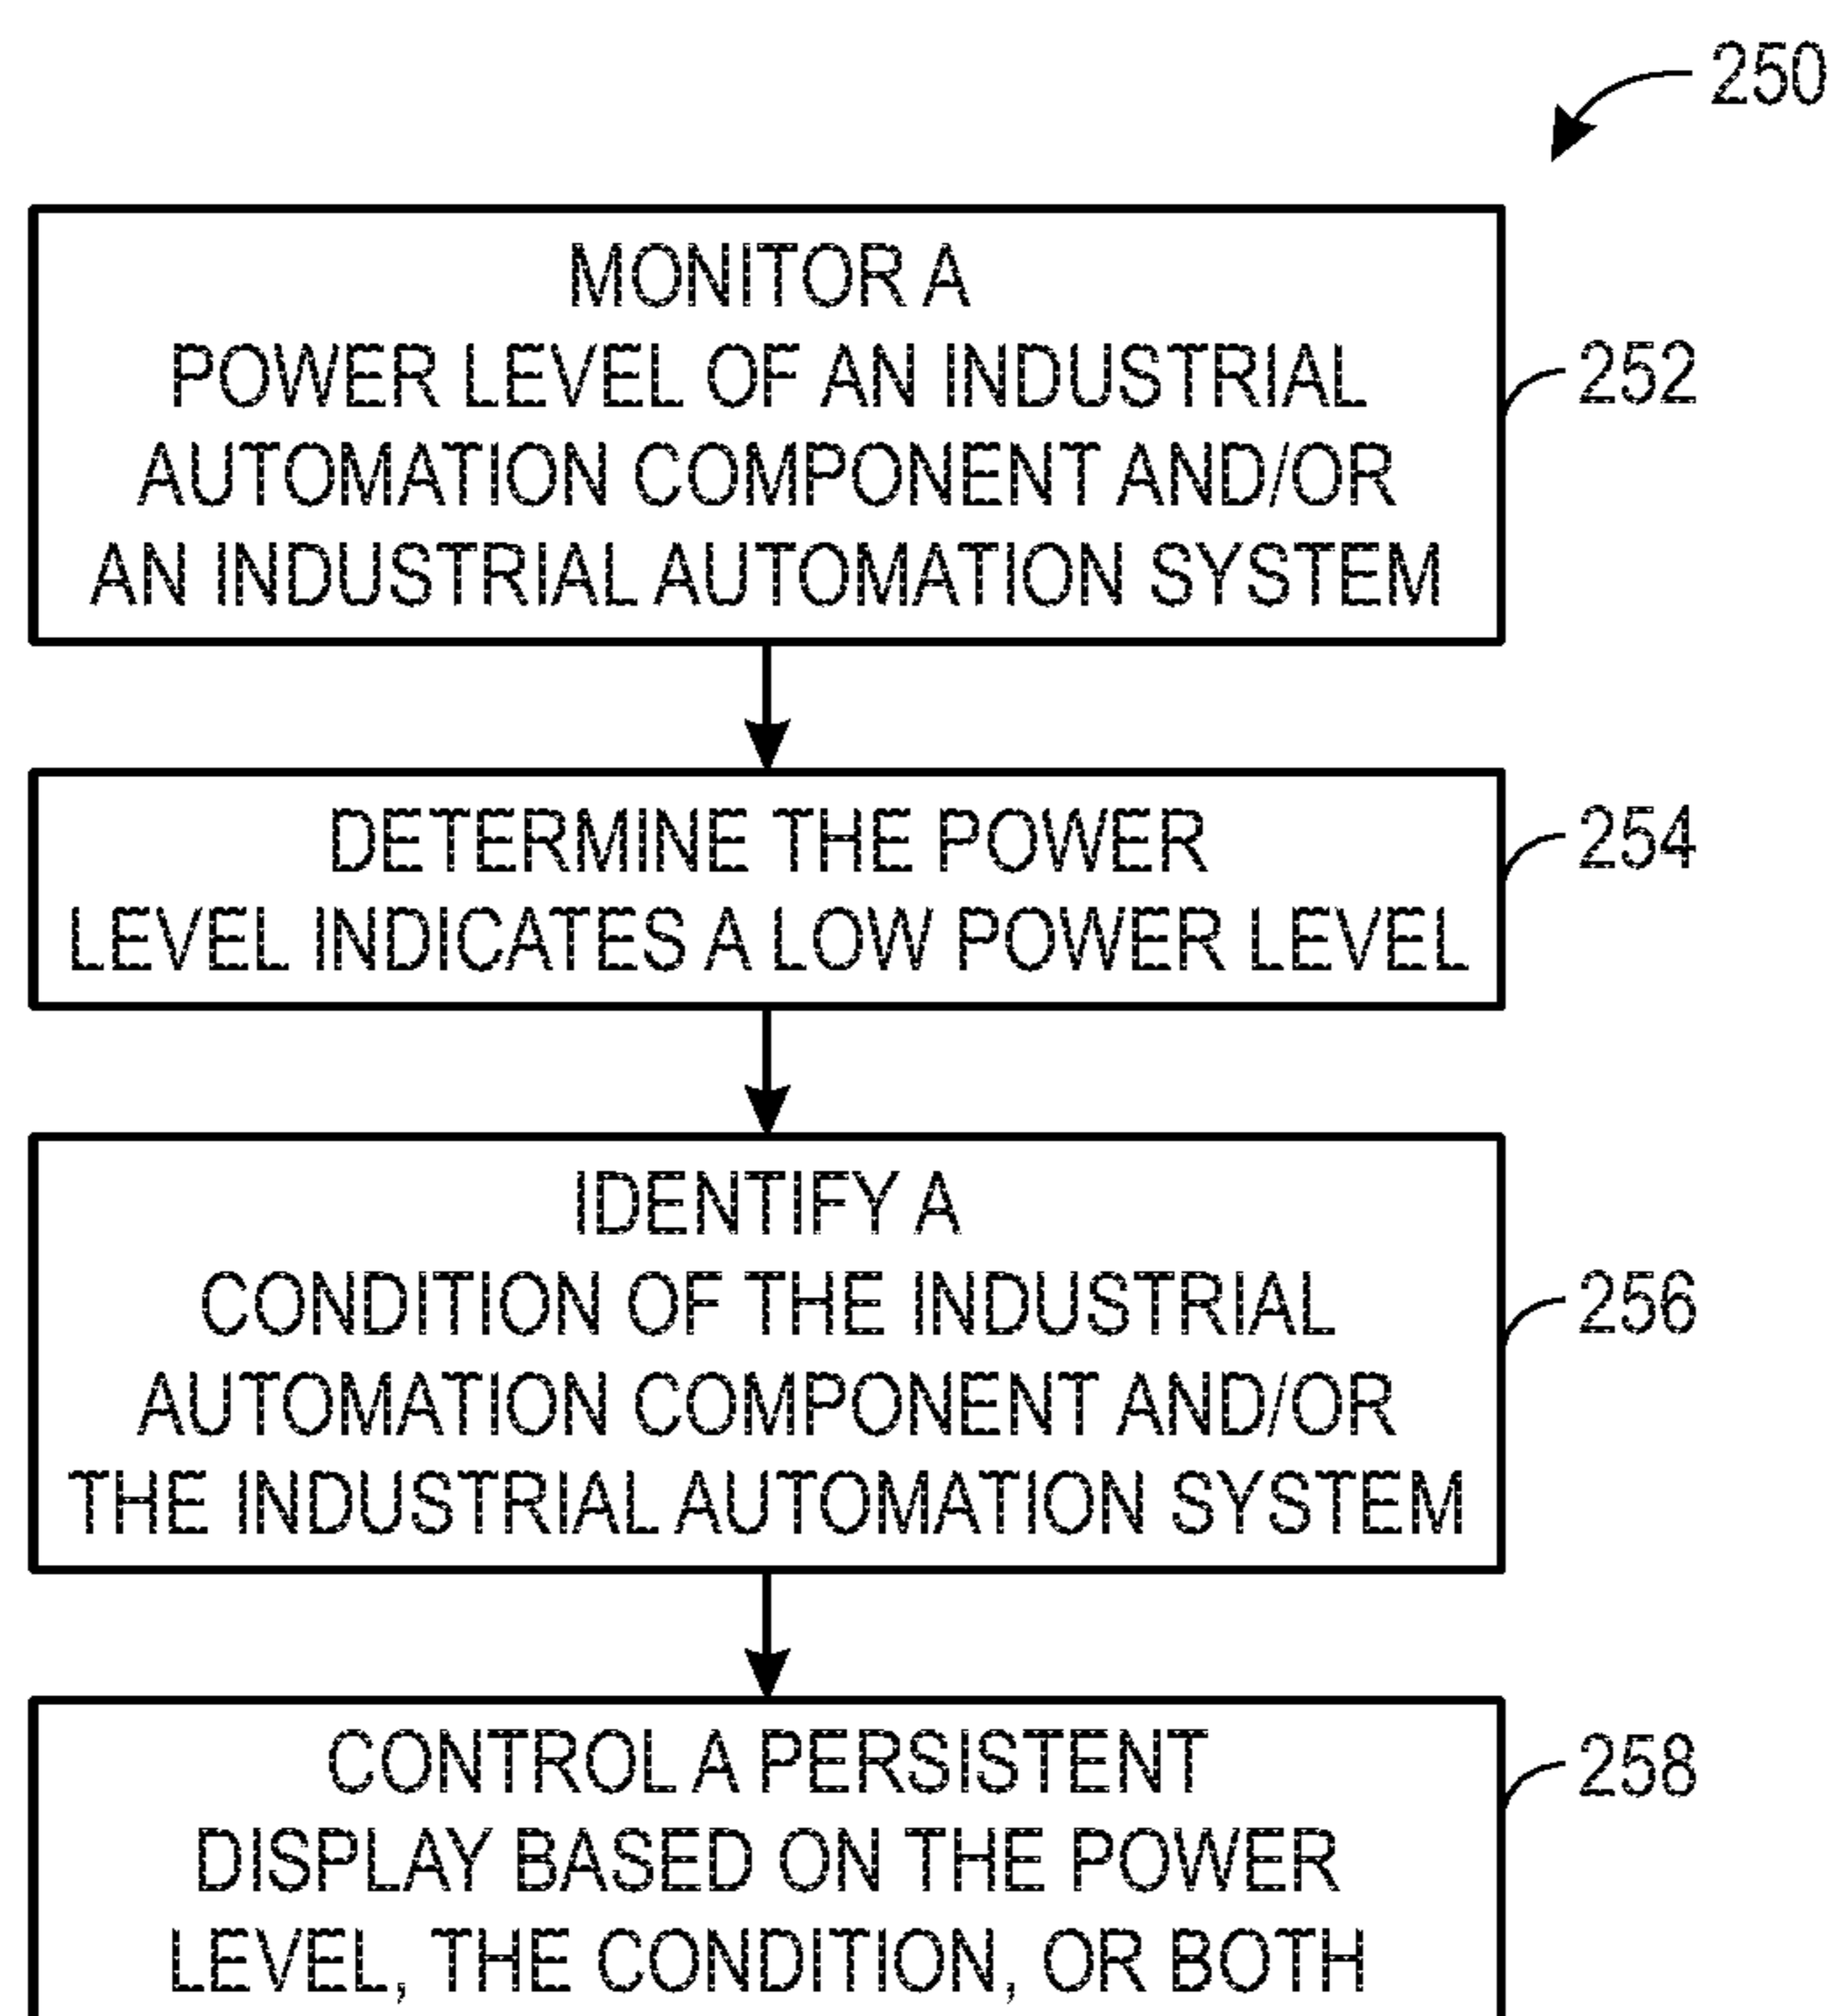 250
MONITOR A
POWER LEVEL OF AN INDUSTRIAL
AUTOMATION COMPONENT AND/OR
AN INDUSTRIAL AUTOMATION SYSTEM
252
DETERMINE THE POWER
LEVEL INDICATES A LOW POWER LEVEL
254
IDENTIFY A
CONDITION OF THE INDUSTRIAL
AUTOMATION COMPONENT AND/OR
THE INDUSTRIAL AUTOMATION SYSTEM
256
CONTROL A PERSISTENT
DISPLAY BASED ON THE POWER
LEVEL, THE CONDITION, OR BOTH
258